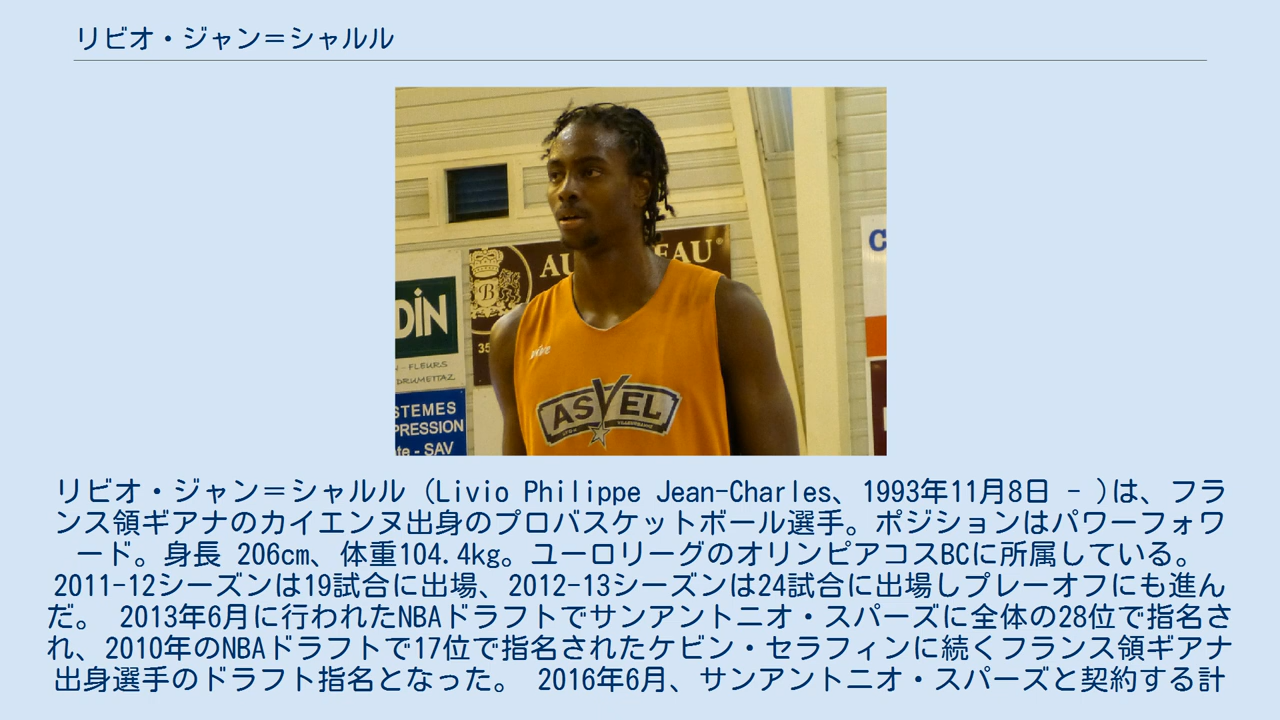 リビオ・ジャン＝シャルル
AU
EAU
B
35
DiN
- FLEURS
DRUMETTAZ
STEMES
PRESSION
te - SAV
C
vive
ASVEL
リビオ・ジャン＝シャルル（Livio Philippe Jean-Charles、1993年11月8日 - )は、フラ
ンス領ギアナのカイエンヌ出身のプロバスケットボール選手。ポジションはパワーフォワ
ード。身長 206cm、体重104.4kg。ユーロリーグのオリンピアコスBCに所属している。
2011-12シーズンは19試合に出場、2012-13シーズンは24試合に出場しプレーオフにも進ん
だ。 2013年6月に行われたNBAドラフトでサンアントニオ・スパーズに全体の28位で指名さ
れ、2010年のNBAドラフトで17位で指名されたケビン・セラフィンに続くフランス領ギアナ
出身選手のドラフト指名となった。 2016年6月、サンアントニオ・スパーズと契約する計